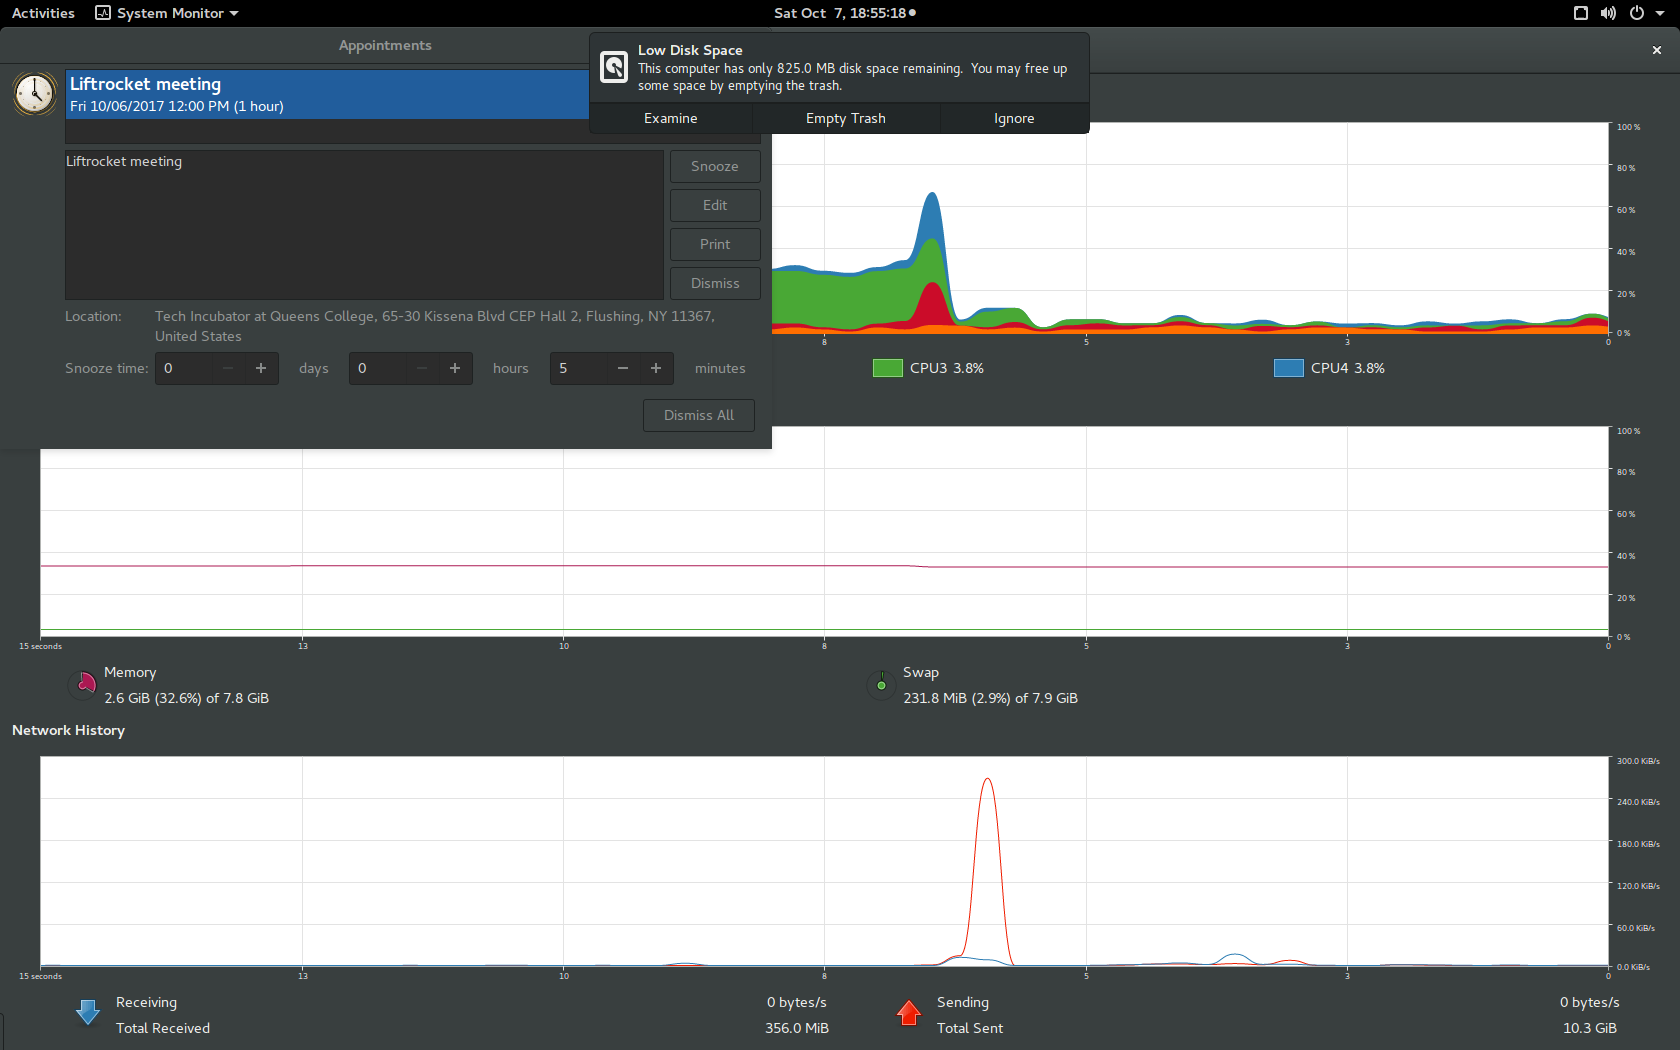 Activities
System Monitor
Sat Oct  7, 18:55:18
Appointments
Low Disk Space
This computer has only 825.0 MB disk space remaining.  You may free up
some space by emptying the trash.
Examine
Empty Trash
Ignore
Liftrocket meeting
Fri 10/06/2017 12:00 PM (1 hour)
Liftrocket meeting
Snooze
Edit
Print
Dismiss
Location:
Tech Incubator at Queens College, 65-30 Kissena Blvd CEP Hall 2, Flushing, NY 11367,
United States
Snooze time:
0
days
0
hours
5
minutes
Dismiss All
100 %
80 %
60 %
40 %
20 %
0 %
8
5
3
0
CPU3 3.8%
CPU4 3.8%
100 %
80 %
60 %
40 %
20 %
0 %
15 seconds
13
10
8
5
3
0
Memory
2.6 GiB (32.6%) of 7.8 GiB
Swap
231.8 MiB (2.9%) of 7.9 GiB
Network History
300.0 KiB/s
240.0 KiB/s
180.0 KiB/s
120.0 KiB/s
60.0 KiB/s
0.0 KiB/s
15 seconds
13
10
8
5
3
0
Receiving
0 bytes/s
Total Received
356.0 MiB
Sending
0 bytes/s
Total Sent
10.3 GiB